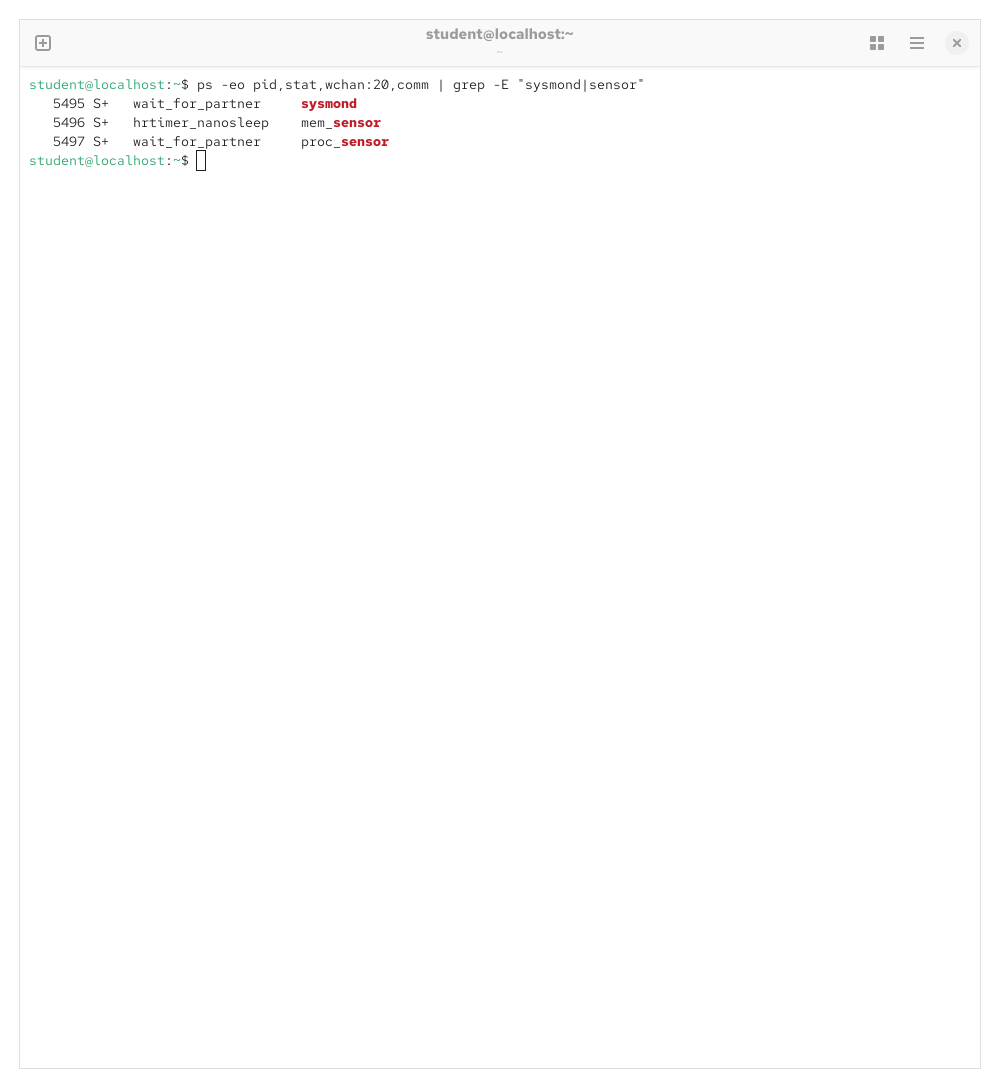 student@localhost:~
~
student@localhost:~$ ps -eo pid,stat,wchan:20,comm | grep -E "sysmond|sensor"
   5495 S+   wait_for_partner     sysmond
   5496 S+   hrtimer_nanosleep    mem_sensor
   5497 S+   wait_for_partner     proc_sensor
student@localhost:~$